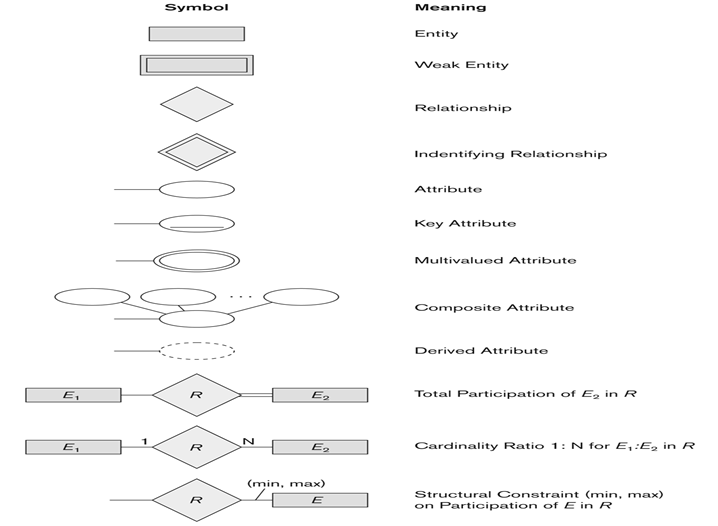 Symbol Meaning
Entity
Weak Entity
Relationship
Indentifying Relationship
Attribute
Key Attribute
Multivalued Attribute
. . .
Composite Attribute
Derived Attribute
E1 R E2 Total Participation of E2 in R
E1 1 R N E2 Cardinality Ratio 1: N for E1:E2 in R
(min, max)
R E Structural Constraint (min, max)
on Participation of E in R